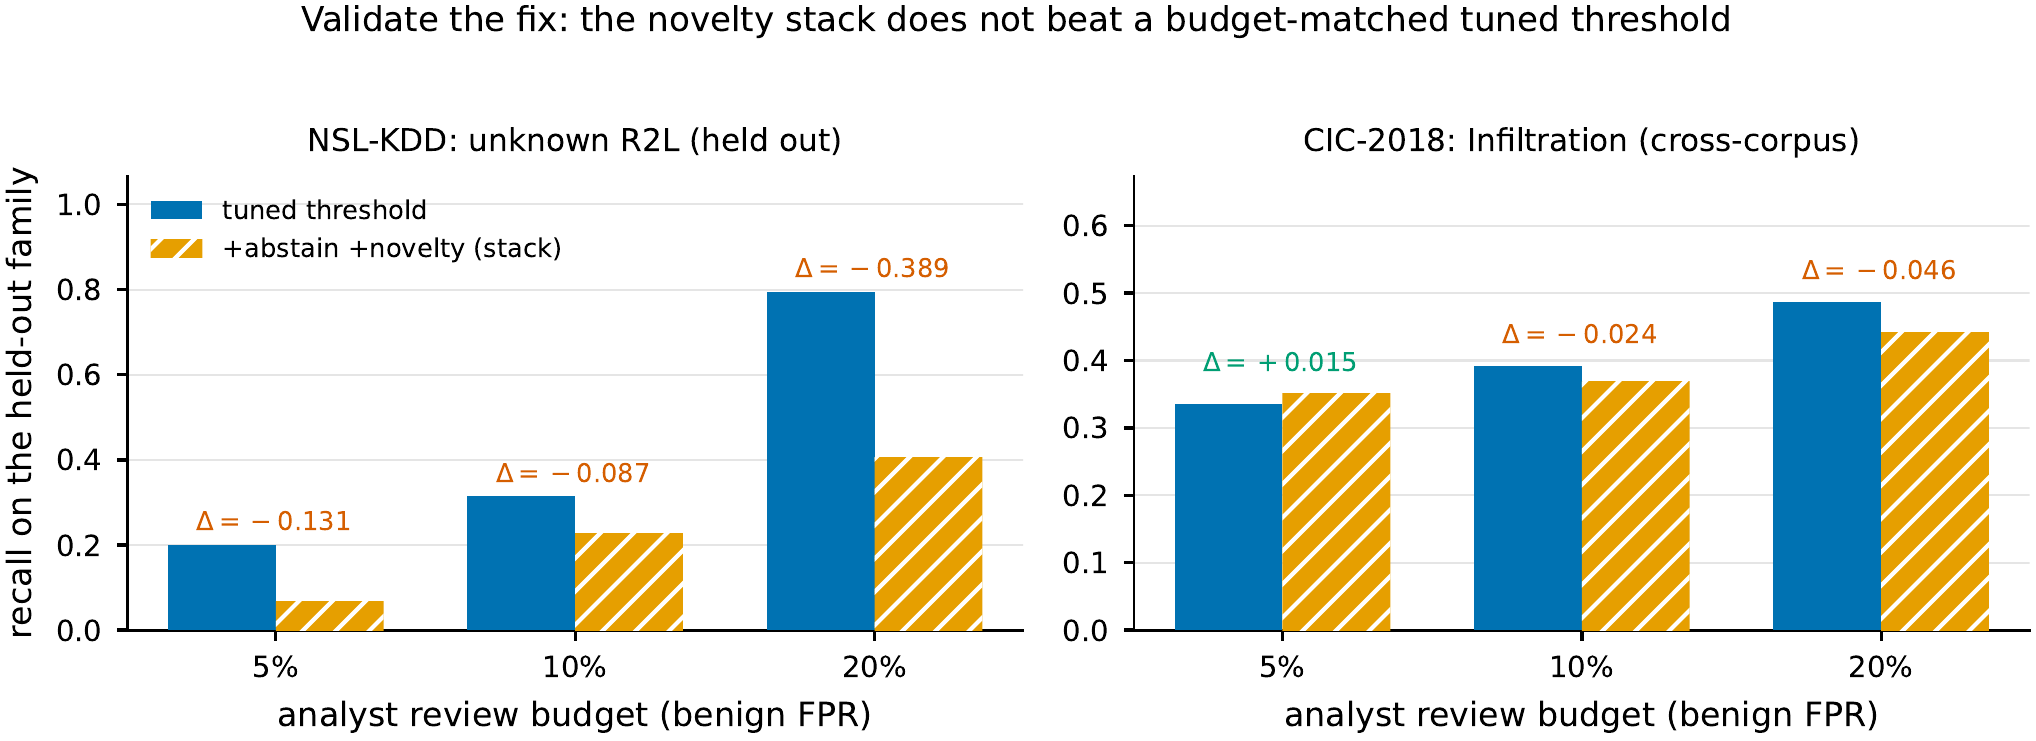 Validate the fix: the novelty stack does not beat a budget-matched tuned threshold
NSL-KDD: unknown R2L (held out)
recall on the held-out family
1.0
0.8
0.6
0.4
0.2
0.0
tuned threshold
+abstain +novelty (stack)
Δ = − 0.131
Δ = − 0.087
Δ = − 0.389
5%
10%
20%
analyst review budget (benign FPR)
CIC-2018: Infiltration (cross-corpus)
0.6
0.5
0.4
0.3
0.2
0.1
0.0
Δ = + 0.015
Δ = − 0.024
Δ = − 0.046
5%
10%
20%
analyst review budget (benign FPR)